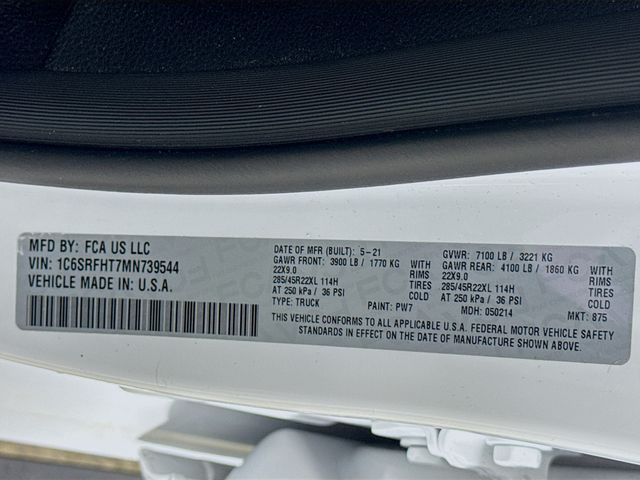 MFD BY: FCA US LLC
VIN: 1C6SRFHT7MN739544
VEHICLE MADE IN: U.S.A.
DATE OF MFR (BUILT): 5-21
GAWR FRONT: 3900 LB / 1770 KG WITH
22X9.0 RIMS
285/45R22XL 114H TIRES
AT 250 kPa / 36 PSI COLD
TYPE: TRUCK PAINT: PW7
GVWR: 7100 LB / 3221 KG
GAWR REAR: 4100 LB / 1860 KG WITH
22X9.0 RIMS
285/45R22XL 114H TIRES
AT 250 kPa / 36 PSI COLD
MDH: 050214 MKT: 875
THIS VEHICLE CONFORMS TO ALL APPLICABLE U.S.A. FEDERAL MOTOR VEHICLE SAFETY
STANDARDS IN EFFECT ON THE DATE OF MANUFACTURE SHOWN ABOVE.